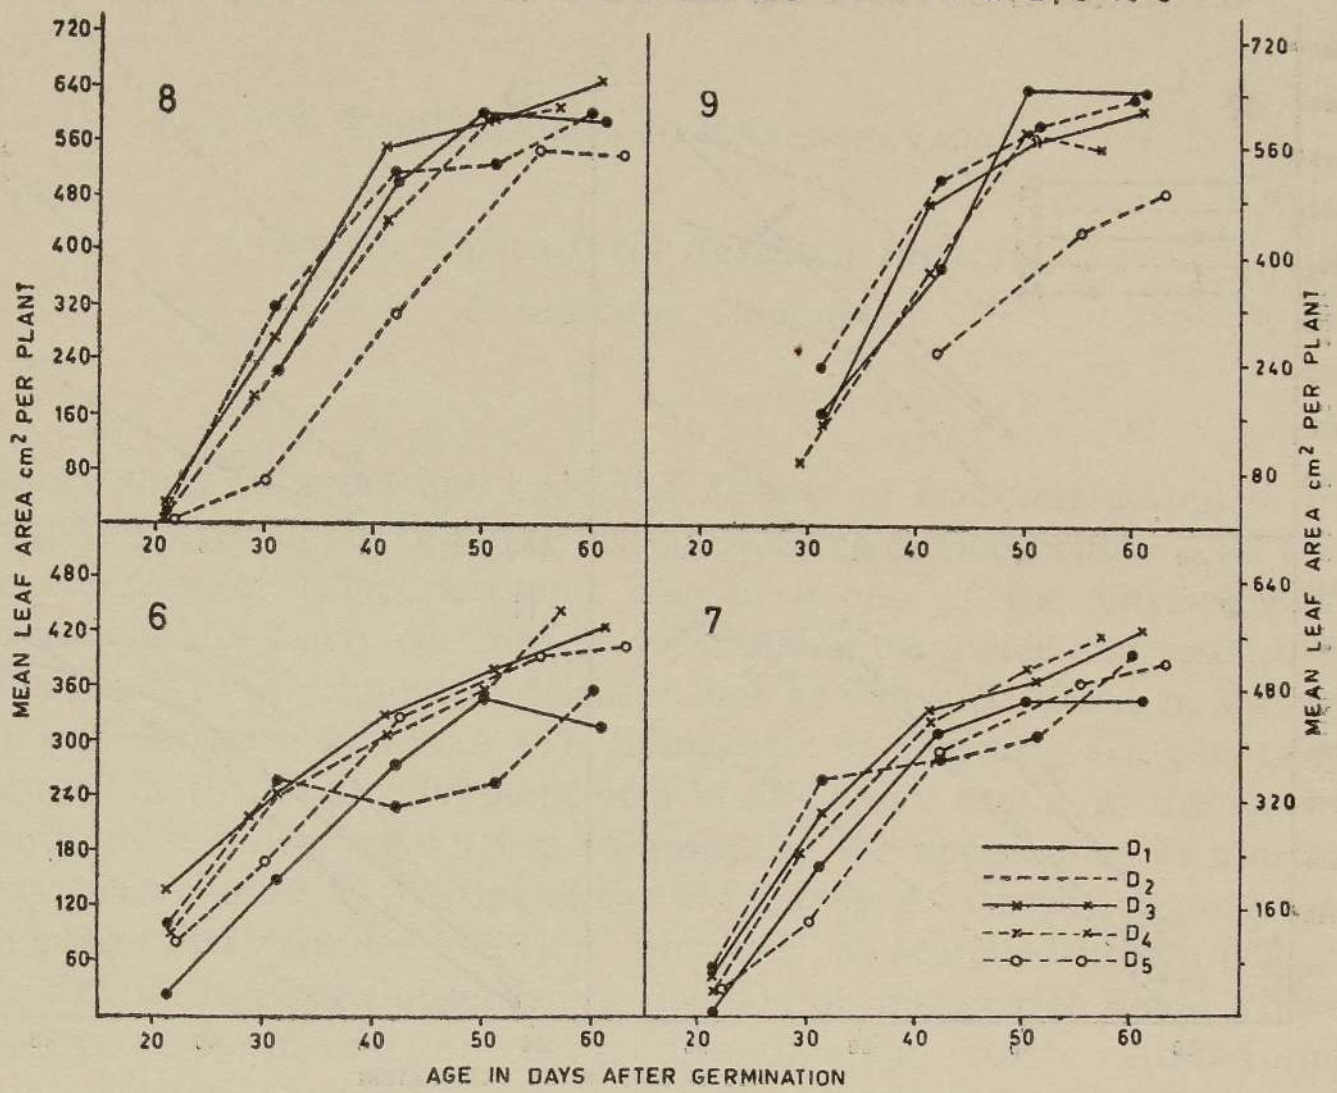 720
640
560
480
400
320
240
160
80
8
20 30 40 50 60
MEAN LEAF AREA cm² PER PLANT
9
720
560
400
240
80
20 30 40 50 60
480
420
360
300
240
180
120
60
6
20 30 40 50 60
7
640
480
320
160
20 30 40 50 60
MEAN LEAF AREA cm² PER PLANT
D₁
D₂
D₃
D₄
D₅
AGE IN DAYS AFTER GERMINATION